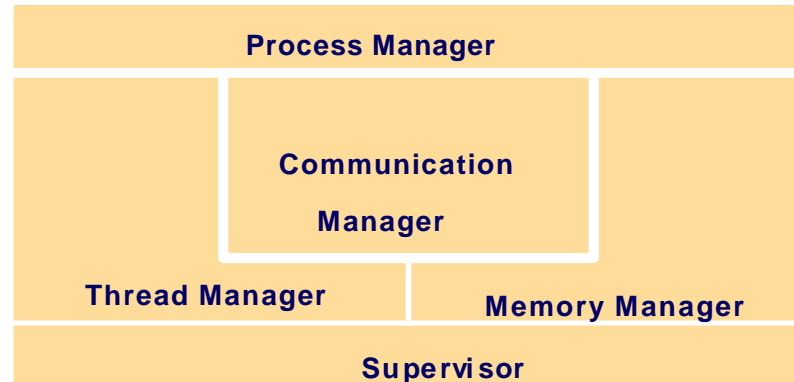 Process Manager
Communication
Manager
Thread Manager
Memory Manager
Supervisor